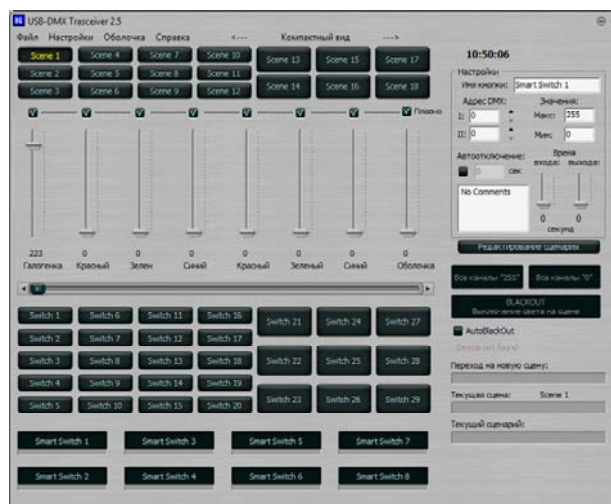 USB-DMX Trasceiver 2.5
Файл Настройки Оболочка Справка <--- Компактный вид --->
Scene 1 Scene 4 Scene 7 Scene 10 Scene 13 Scene 15 Scene 17
Scene 2 Scene 5 Scene 8 Scene 11
Scene 3 Scene 6 Scene 9 Scene 12 Scene 14 Scene 16 Scene 18
Плавно
223 0 0 0 0 0 0 0
Галогенка Красный Зелен Синий Красный Зеленый Синий Оболочка
Switch 1 Switch 6 Switch 11 Switch 16 Switch 21 Switch 24 Switch 27
Switch 2 Switch 7 Switch 12 Switch 17
Switch 3 Switch 8 Switch 13 Switch 18 Switch 22 Switch 25 Switch 28
Switch 4 Switch 9 Switch 14 Switch 19
Switch 5 Switch 10 Switch 15 Switch 20 Switch 23 Switch 26 Switch 29
Smart Switch 1 Smart Switch 3 Smart Switch 5 Smart Switch 7
Smart Switch 2 Smart Switch 4 Smart Switch 6 Smart Switch 8
10:50:06
Настройки
Имя кнопки: Smart Switch 1
Адрес DMX: Значения:
I: 0 Макс: 255
II: 0 Мин: 0
Автоотключение: Время
0 сек входа: выхода:
No Comments
0 0
секунд
Редактирование сценария
Все каналы "255" Все каналы "0"
BLACKOUT
Выключение света на сцене
AutoBlackOut
Device not found
Переход на новую сцену:
Текущая сцена: Scene 1
Текущий сценарий: